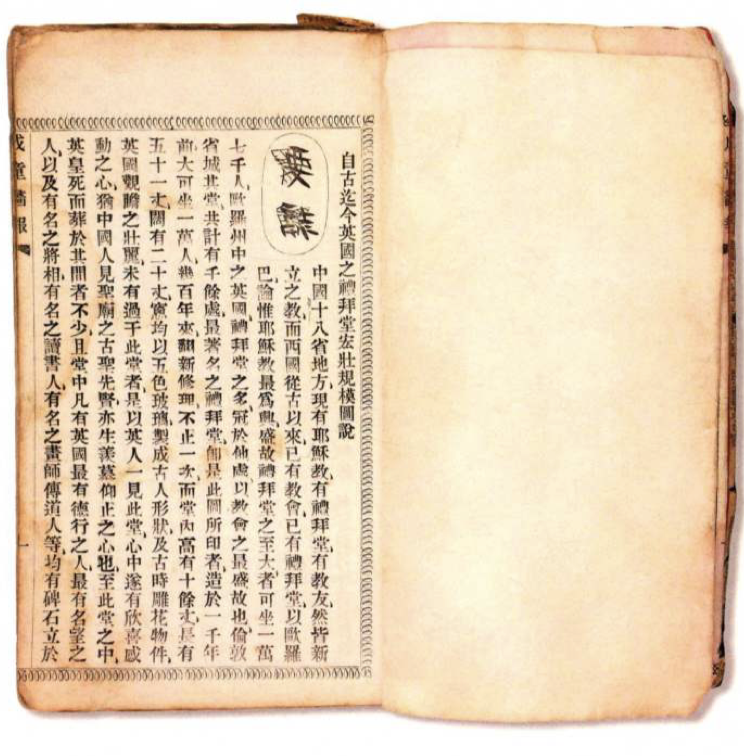 自古迄今英國之禮拜堂宏壯規模圖說
中國十八省地方、現有耶穌教、有禮拜堂、有教友、然皆新
立之教、而西國從古以來、已有教會、已有禮拜堂、以歐羅
巴論、惟耶穌教最爲興盛、故禮拜堂之至大者、可坐一萬
七千人、歐羅州中之英國、禮拜堂之多、冠於他處、以教會之最盛故也、倫敦
省城、其堂共計有千餘處、最著名之禮拜堂、卽是此圖所印者、造於一千年
前、大可坐一萬人、幾百年來、翻新修理、不止一次、而堂內高有十餘丈、長有
五十一丈、闊有二十丈、窻均以五色玻璃、製成古人形狀、及古時雕花物件、
英國觀瞻之壯麗、未有過于此堂者、是以英人一見此堂、心中遂有欣喜感
動之心、猶中國人見聖廟之古聖先賢、亦生羨慕仰止之心也、至此堂之中、
英皇死而葬於其間者不少、且堂中凡有英國最有德行之人、最有名望之
人、以及有名之將相、有名之讀書人、有名之畫師、傳道人等、均有碑石立於
童
報
一